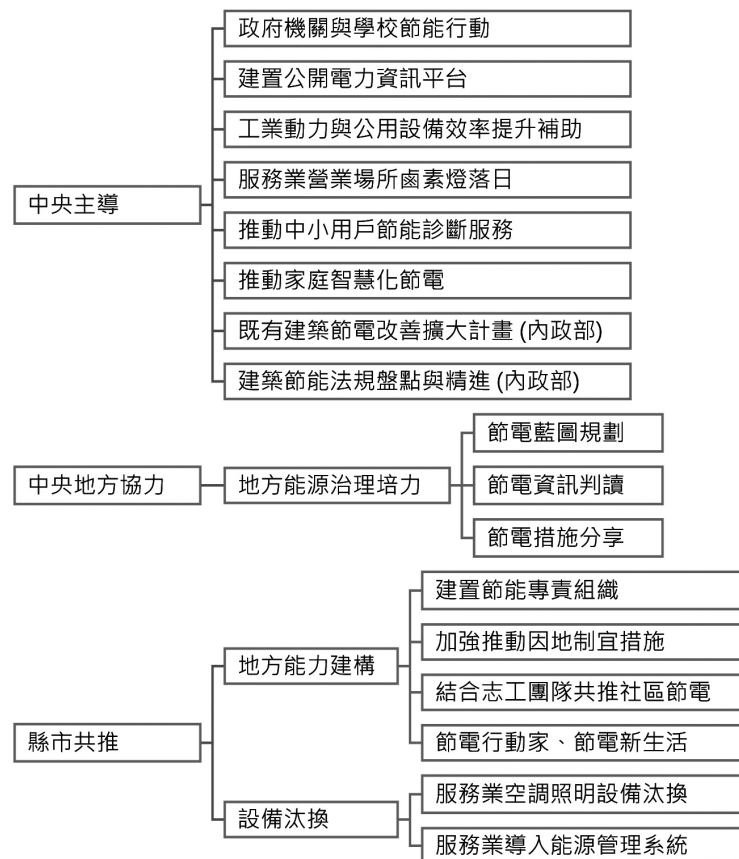 中央主導
政府機關與學校節能行動
建置公開電力資訊平台
工業動力與公用設備效率提升補助
服務業營業場所鹵素燈落日
推動中小用戶節能診斷服務
推動家庭智慧化節電
既有建築節電改善擴大計畫 (內政部)
建築節能法規盤點與精進 (內政部)
中央地方協力
地方能源治理培力
節電藍圖規劃
節電資訊判讀
節電措施分享
縣市共推
地方能力建構
建置節能專責組織
加強推動因地制宜措施
結合志工團隊共推社區節電
節電行動家、節電新生活
設備汰換
服務業空調照明設備汰換
服務業導入能源管理系統